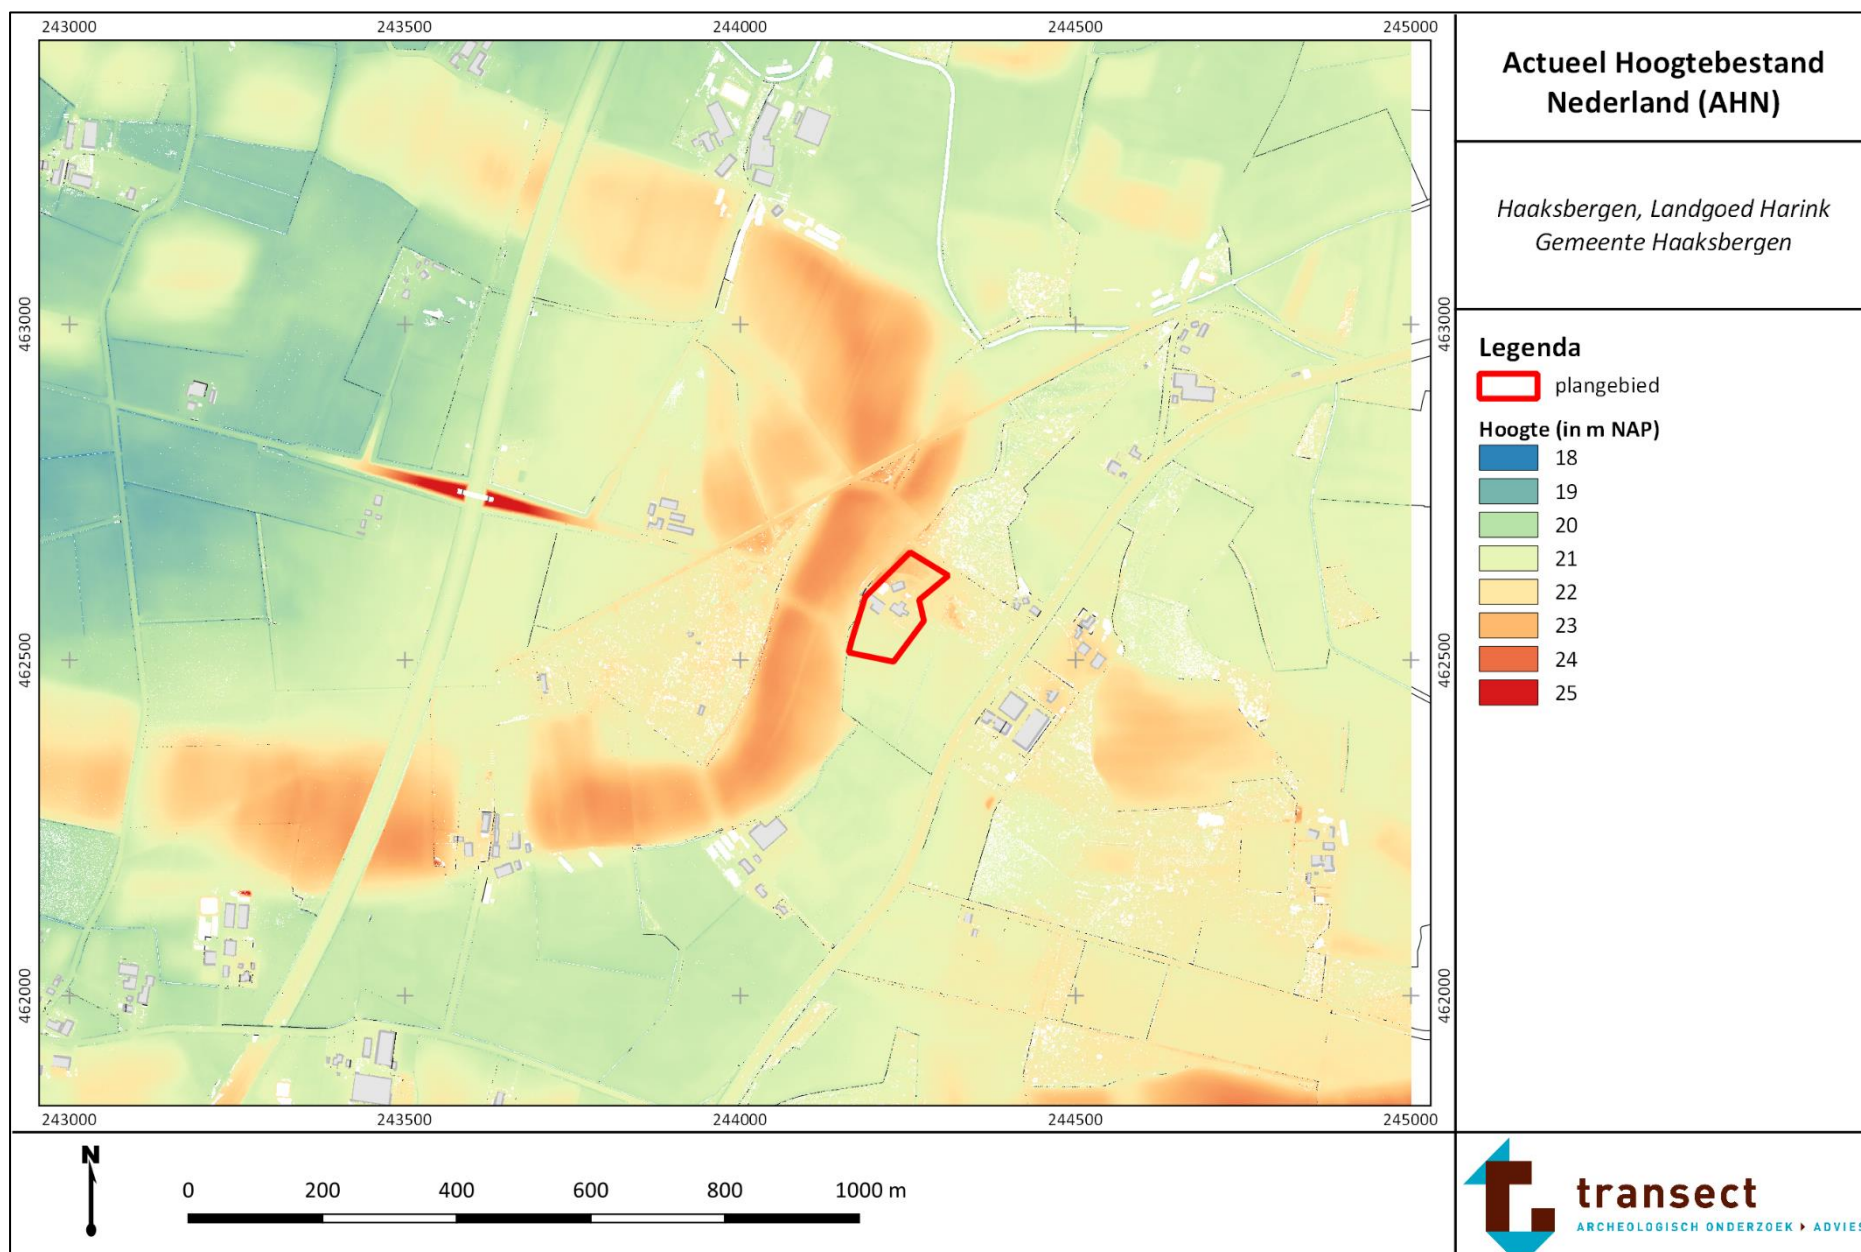 243000 243500 244000 244500 245000
463000 463000
462500 462500
462000 462000
243000 243500 244000 244500 245000
N
0 200 400 600 800 1000 m
Actueel Hoogtebestand
Nederland (AHN)
Haaksbergen, Landgoed Harink
Gemeente Haaksbergen
Legenda
plangebied
Hoogte (in m NAP)
18
19
20
21
22
23
24
25
transect
ARCHEOLOGISCH ONDERZOEK ▸ ADVIES